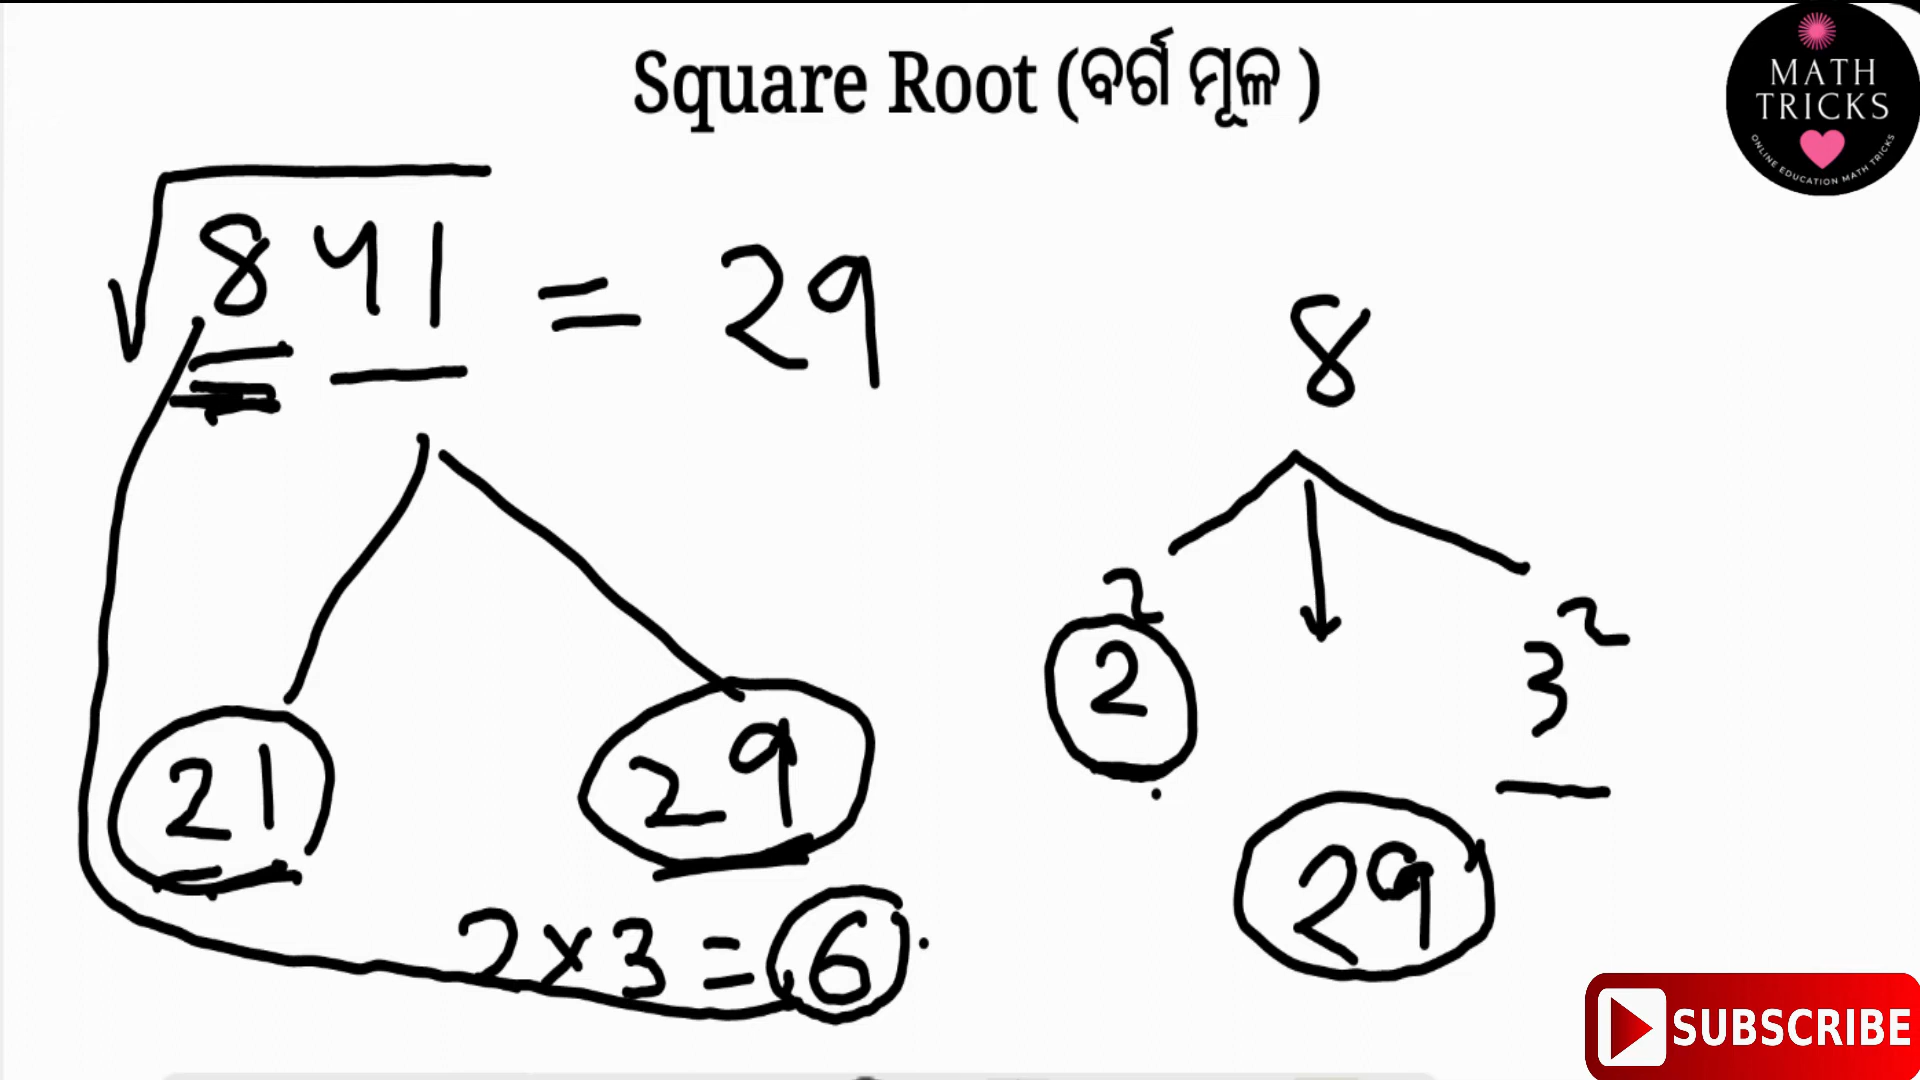 Square Root (ବର୍ଗ ମୂଳ )
MATH
TRICKS
ONLINE EDUCATION MATH TRICKS
√841 = 29
8
2²
3²
21
29
29
2×3 = 6
SUBSCRIBE